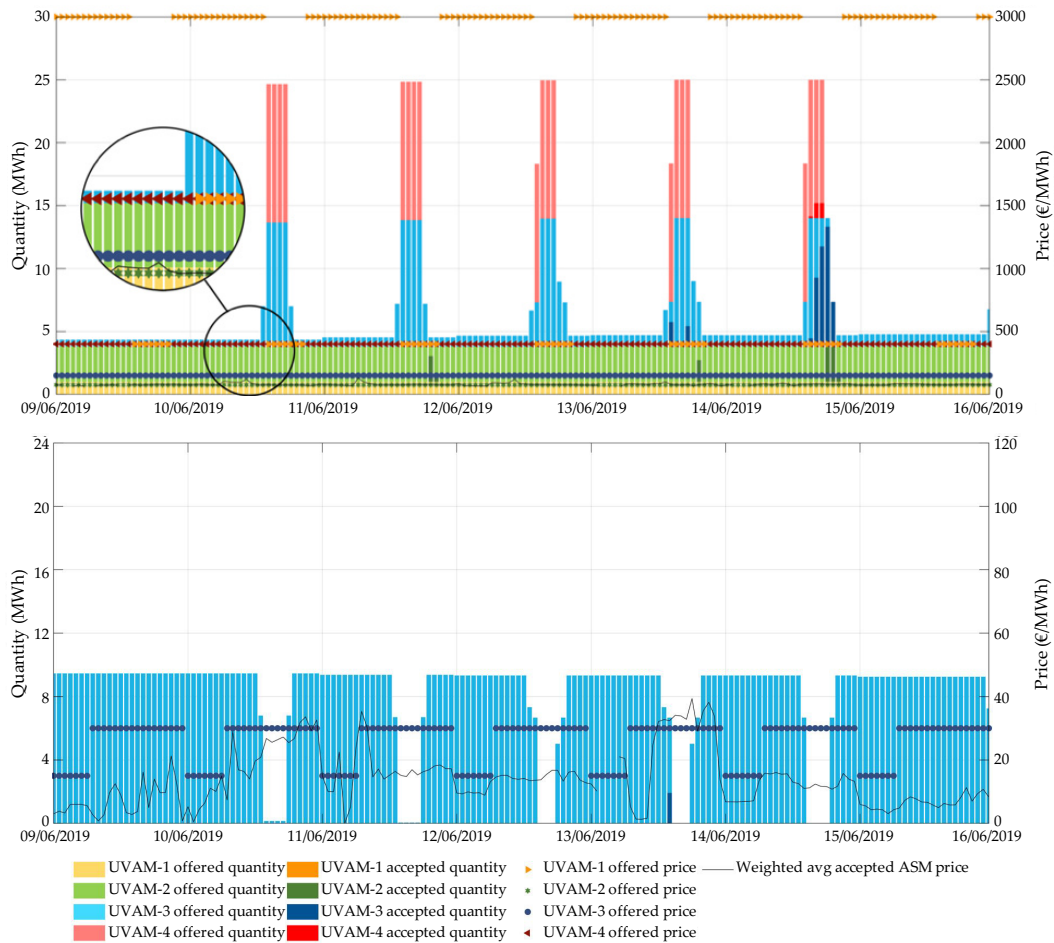 30 3000
25 2500
20 2000
15 1500
10 1000
5 500
0 0
Quantity (MWh)
Price (€/MWh)
09/06/2019 10/06/2019 11/06/2019 12/06/2019 13/06/2019 14/06/2019 15/06/2019 16/06/2019
24 120
20 100
16 80
12 60
8 40
4 20
0 0
Quantity (MWh)
Price (€/MWh)
09/06/2019 10/06/2019 11/06/2019 12/06/2019 13/06/2019 14/06/2019 15/06/2019 16/06/2019
UVAM-1 offered quantity UVAM-1 accepted quantity UVAM-1 offered price Weighted avg accepted ASM price
UVAM-2 offered quantity UVAM-2 accepted quantity UVAM-2 offered price
UVAM-3 offered quantity UVAM-3 accepted quantity UVAM-3 offered price
UVAM-4 offered quantity UVAM-4 accepted quantity UVAM-4 offered price